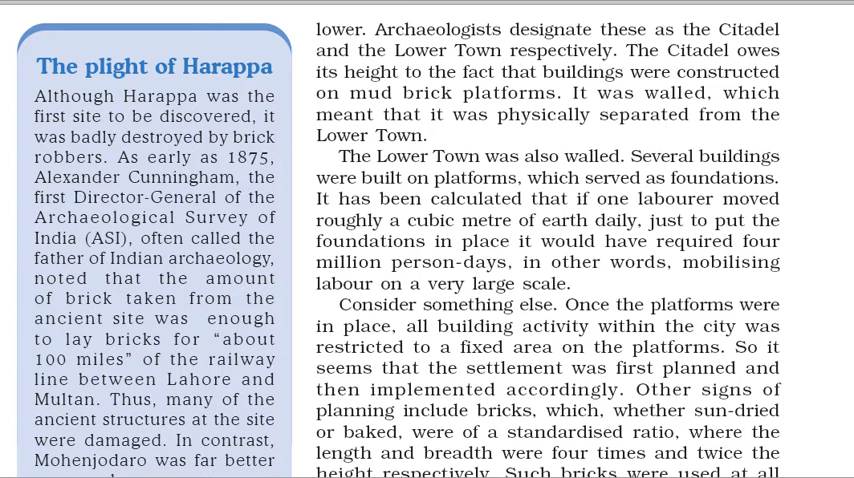 The plight of Harappa
Although Harappa was the
first site to be discovered, it
was badly destroyed by brick
robbers. As early as 1875,
Alexander Cunningham, the
first Director-General of the
Archaeological Survey of
India (ASI), often called the
father of Indian archaeology,
noted that the amount
of brick taken from the
ancient site was enough
to lay bricks for “about
100 miles” of the railway
line between Lahore and
Multan. Thus, many of the
ancient structures at the site
were damaged. In contrast,
Mohenjodaro was far better
lower. Archaeologists designate these as the Citadel
and the Lower Town respectively. The Citadel owes
its height to the fact that buildings were constructed
on mud brick platforms. It was walled, which
meant that it was physically separated from the
Lower Town.
The Lower Town was also walled. Several buildings
were built on platforms, which served as foundations.
It has been calculated that if one labourer moved
roughly a cubic metre of earth daily, just to put the
foundations in place it would have required four
million person-days, in other words, mobilising
labour on a very large scale.
Consider something else. Once the platforms were
in place, all building activity within the city was
restricted to a fixed area on the platforms. So it
seems that the settlement was first planned and
then implemented accordingly. Other signs of
planning include bricks, which, whether sun-dried
or baked, were of a standardised ratio, where the
length and breadth were four times and twice the
height respectively. Such bricks were used at all